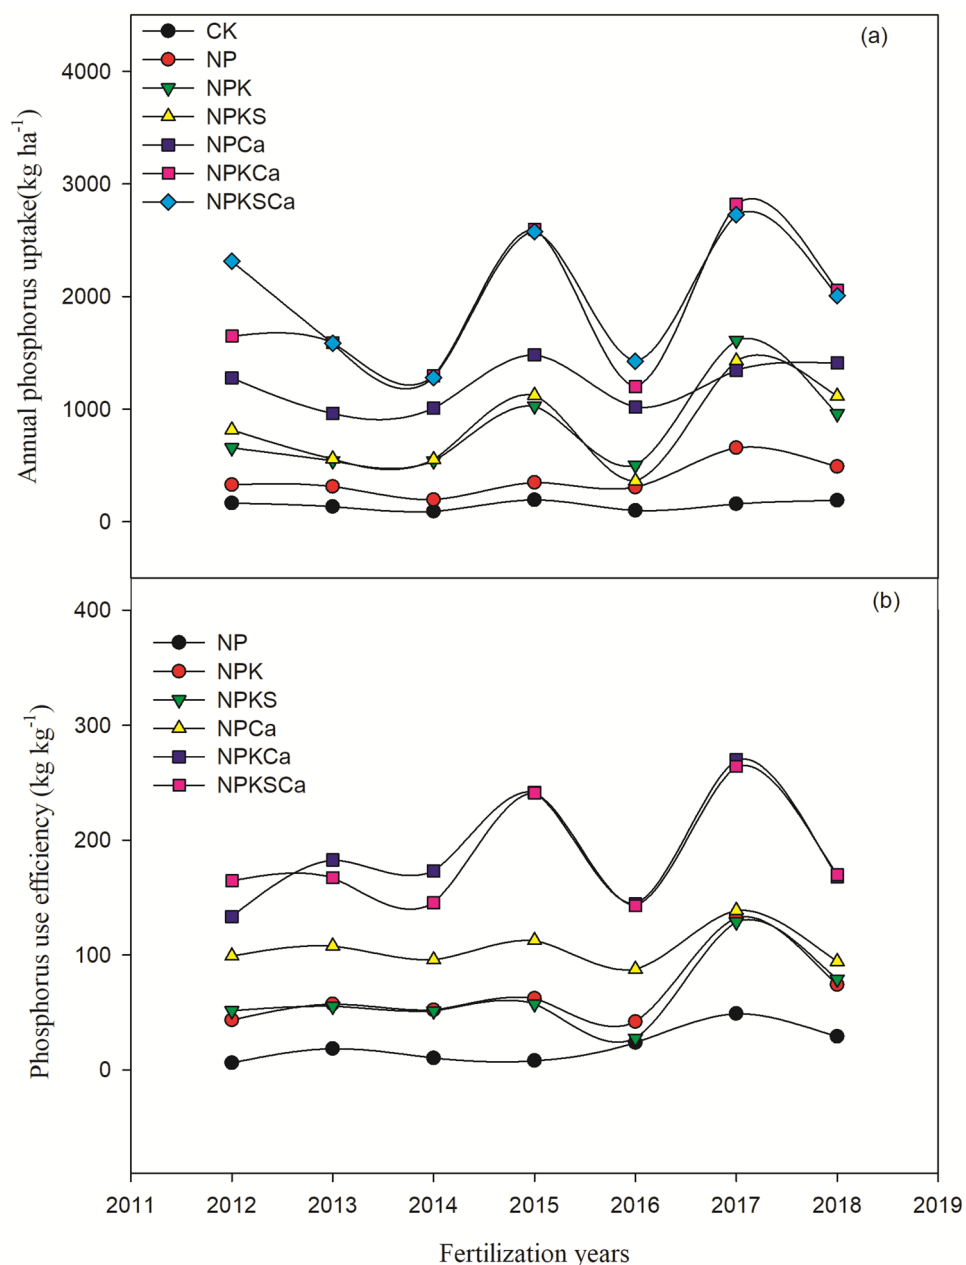 (a)
CK
NP
NPK
NPKS
NPCa
NPKCa
NPKSCa
4000
3000
2000
1000
0
Annual phosphorus uptake(kg ha⁻¹)
(b)
NP
NPK
NPKS
NPCa
NPKCa
NPKSCa
400
300
200
100
0
Phosphorus use efficiency (kg kg⁻¹)
2011 2012 2013 2014 2015 2016 2017 2018 2019
Fertilization years